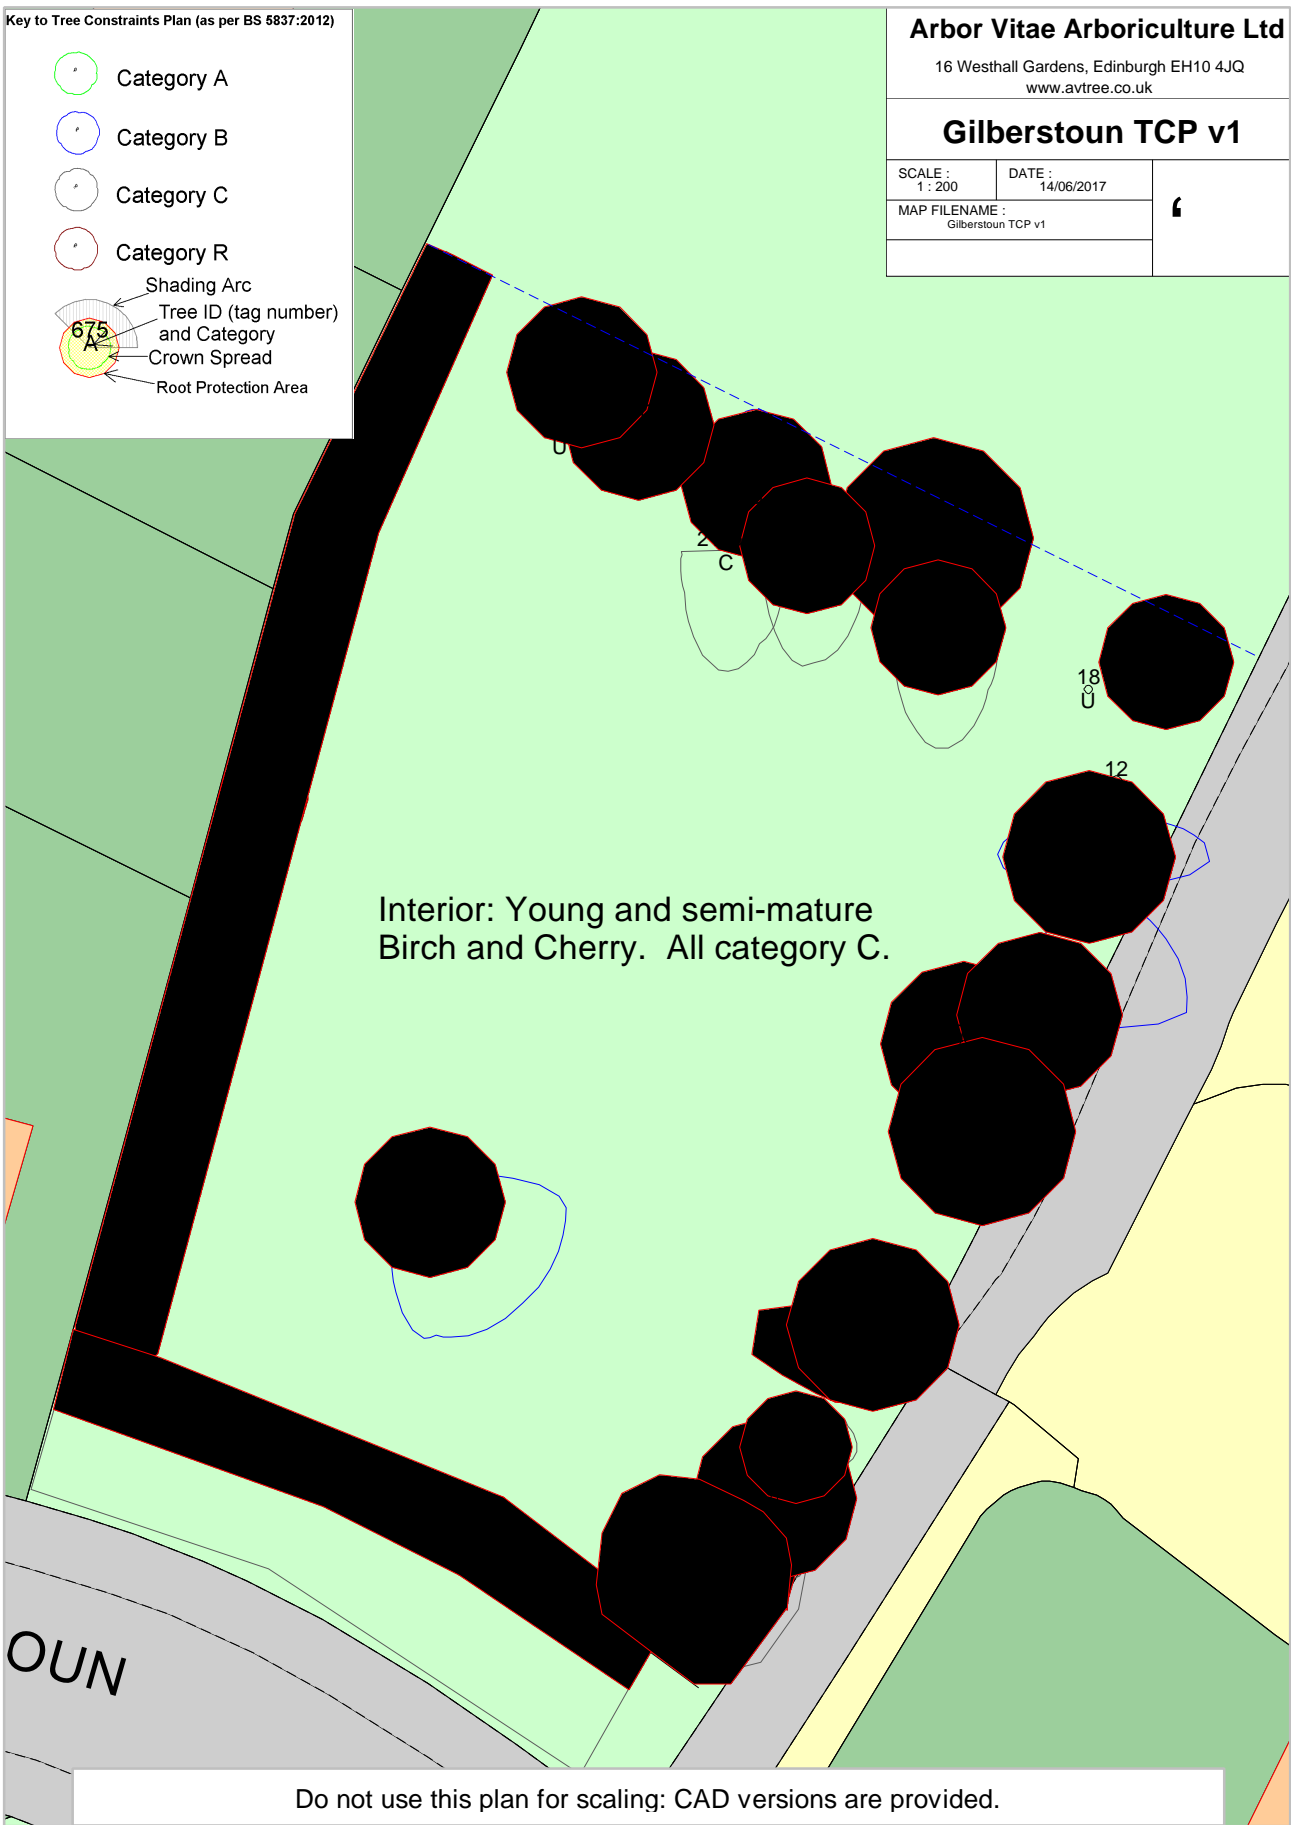 Key to Tree Constraints Plan (as per BS 5837:2012)
Category A
Category B
Category C
Category R
Shading Arc
Tree ID (tag number)
and Category
Crown Spread
Root Protection Area
675
A
Arbor Vitae Arboriculture Ltd
16 Westhall Gardens, Edinburgh EH10 4JQ
www.avtree.co.uk
Gilberstoun TCP v1
SCALE :
1 : 200
DATE :
14/06/2017
MAP FILENAME :
Gilberstoun TCP v1
U
2
C
18
U
12
Interior: Young and semi-mature
Birch and Cherry.  All category C.
OUN
Do not use this plan for scaling: CAD versions are provided.